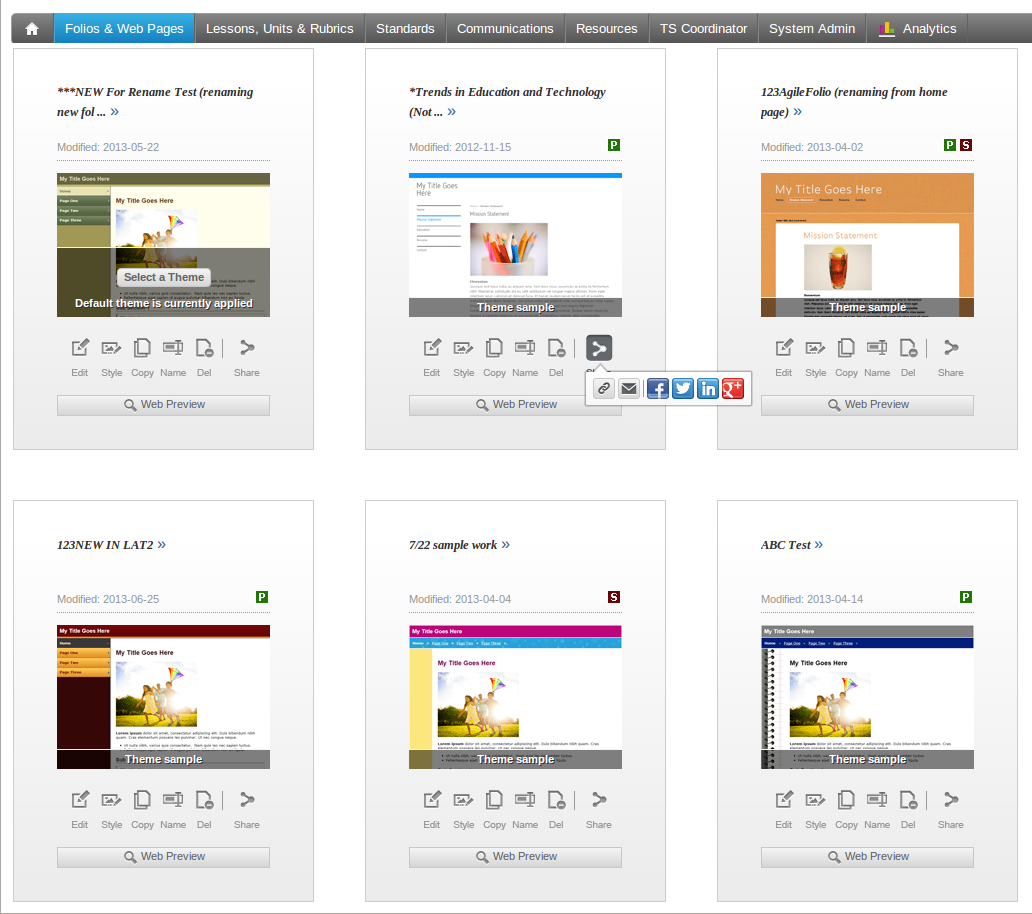 Folios & Web Pages Lessons, Units & Rubrics Standards Communications Resources TS Coordinator System Admin Analytics
***NEW For Rename Test (renaming
new fol ... »
Modified: 2013-05-22
My Title Goes Here
Home
Page One
Page Two
Page Three
My Title Goes Here
Select a Theme
Default theme is currently applied
Edit Style Copy Name Del Share
Web Preview
*Trends in Education and Technology
(Not ... »
Modified: 2012-11-15 P
My Title Goes
Here
Mission Statement
Theme sample
Edit Style Copy Name Del
Web Preview
123AgileFolio (renaming from home
page) »
Modified: 2013-04-02 P S
My Title Goes Here
Mission Statement
Theme sample
Edit Style Copy Name Del Share
Web Preview
123NEW IN LAT2 »
Modified: 2013-06-25 P
My Title Goes Here
Home
Page One
Page Two
Page Three
My Title Goes Here
Theme sample
Edit Style Copy Name Del Share
Web Preview
7/22 sample work »
Modified: 2013-04-04 S
My Title Goes Here
Home Page One Page Two Page Three
My Title Goes Here
Theme sample
Edit Style Copy Name Del Share
Web Preview
ABC Test »
Modified: 2013-04-14 P
My Title Goes Here
Home Page One Page Two Page Three
My Title Goes Here
Theme sample
Edit Style Copy Name Del Share
Web Preview